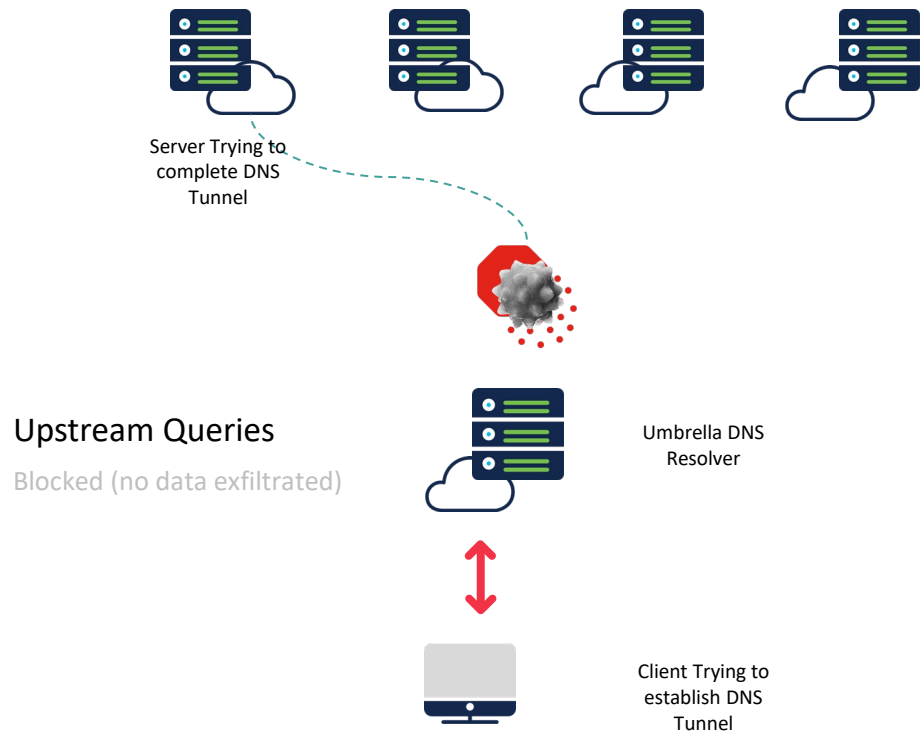 Server Trying to
complete DNS
Tunnel
Upstream Queries
Blocked (no data exfiltrated)
Umbrella DNS
Resolver
Client Trying to
establish DNS
Tunnel